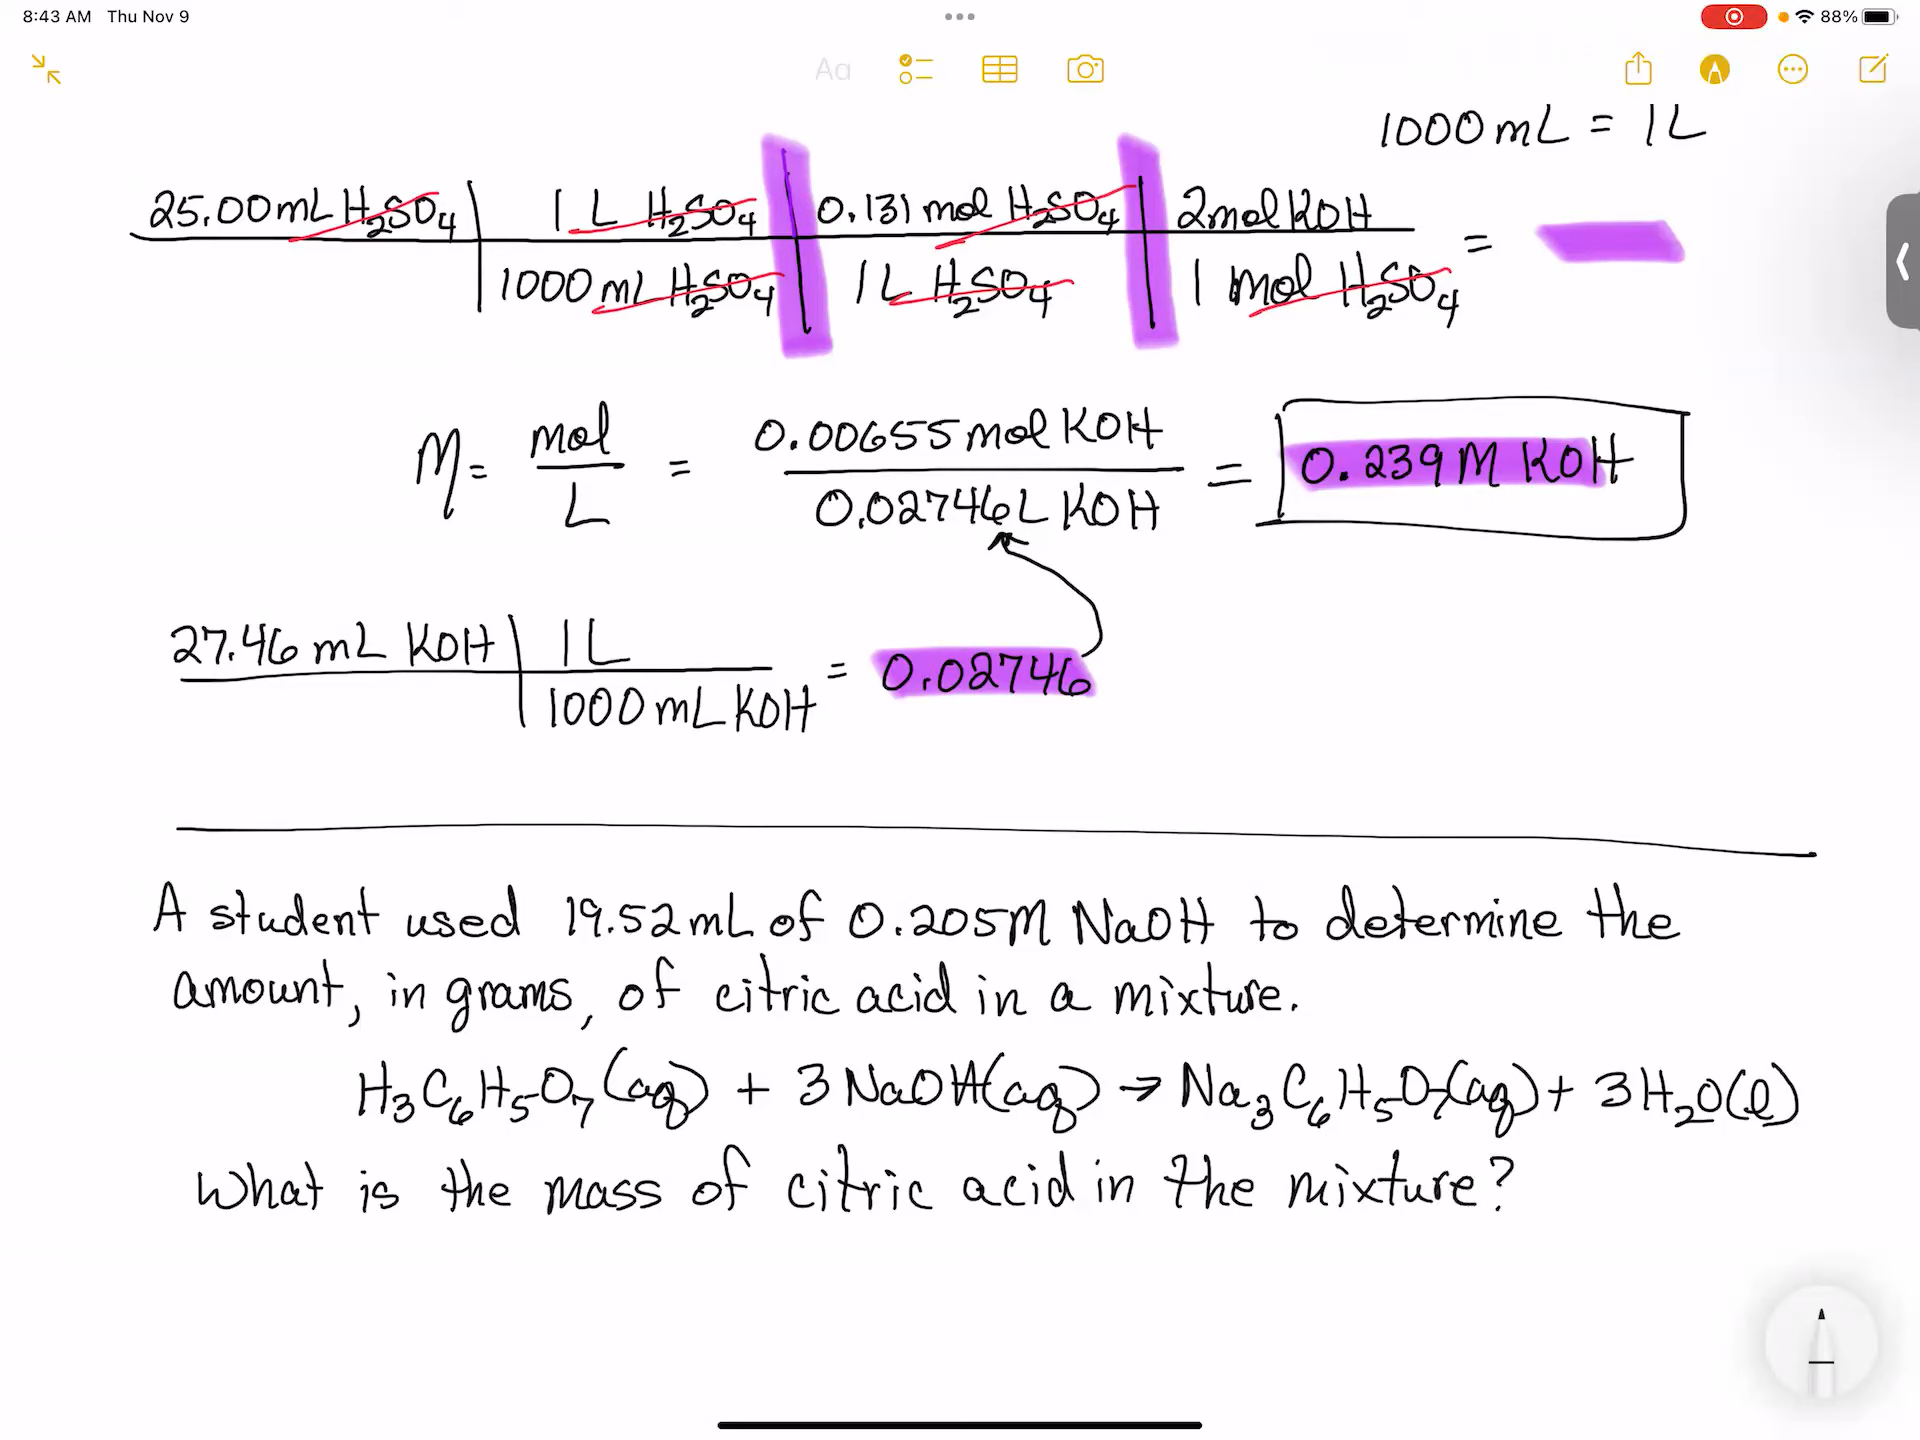 8:43 AM Thu Nov 9
88%
Aa
1000 mL = 1 L
25.00 mL H₂SO₄ | 1 L H₂SO₄ | 0.131 mol H₂SO₄ | 2 mol KOH
1000 mL H₂SO₄ | 1 L H₂SO₄ | 1 mol H₂SO₄ =
M = mol / L = 0.00655 mol KOH / 0.02746 L KOH = 0.239 M KOH
27.46 mL KOH | 1 L
1000 mL KOH = 0.02746
A student used 19.52 mL of 0.205 M NaOH to determine the
amount, in grams, of citric acid in a mixture.
H₃C₆H₅O₇ (aq) + 3 NaOH (aq) → Na₃C₆H₅O₇ (aq) + 3 H₂O (l)
What is the mass of citric acid in the mixture?